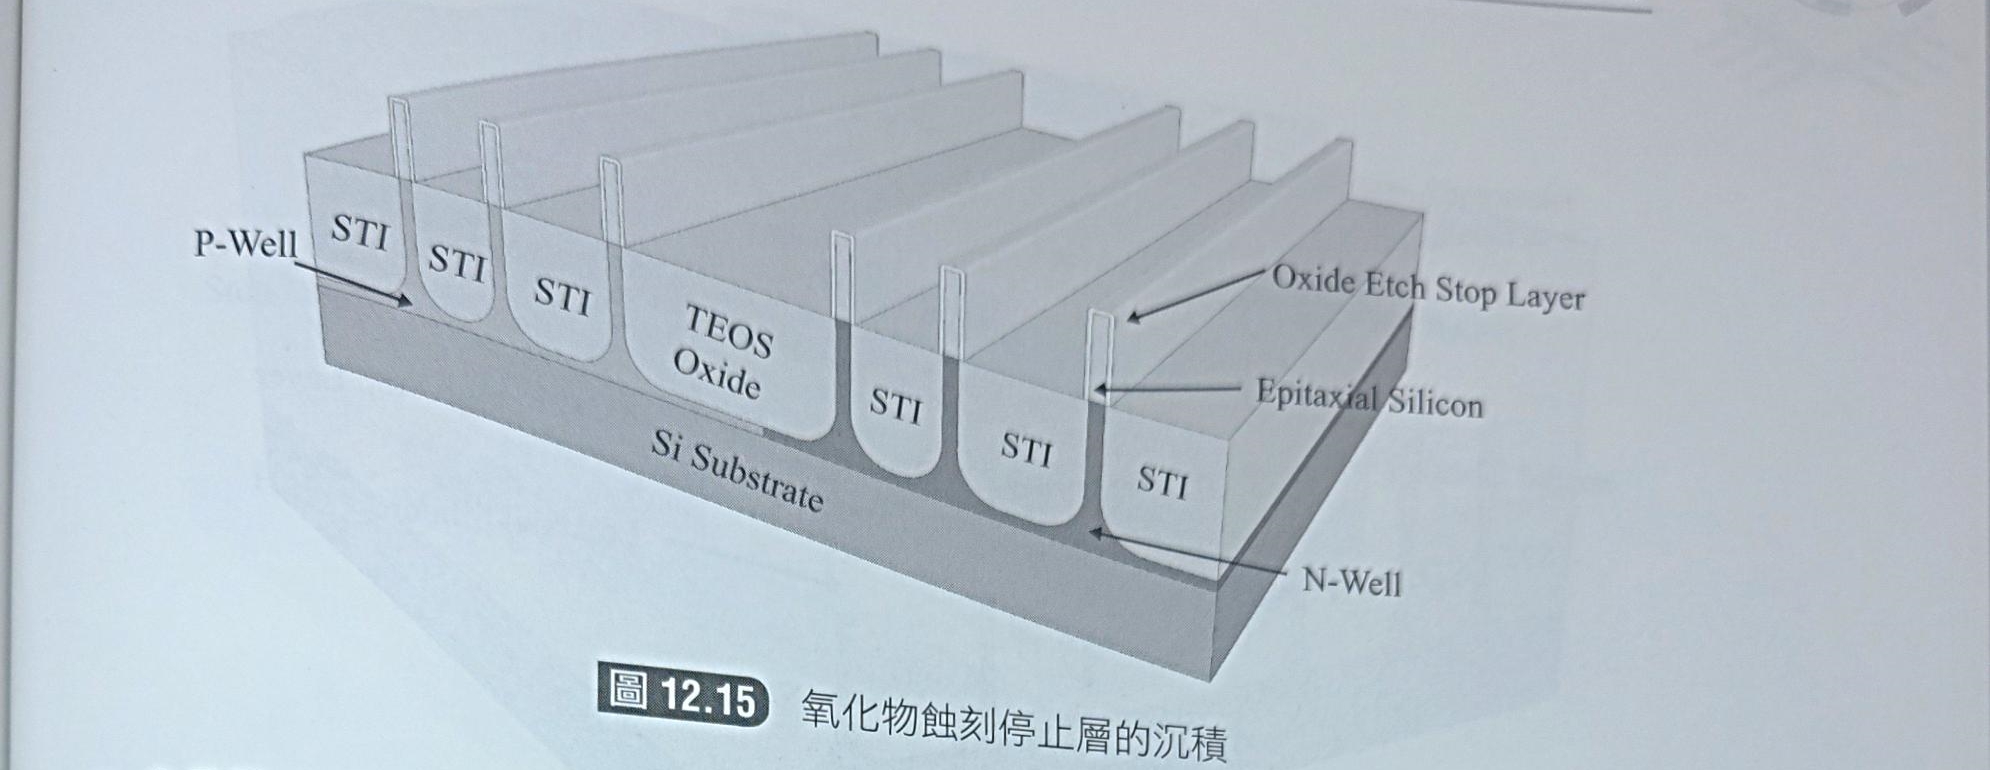 P-Well
STI
STI
STI
TEOS
Oxide
STI
STI
STI
Oxide Etch Stop Layer
Epitaxial Silicon
Si Substrate
N-Well
圖 12.15 氧化物蝕刻停止層的沉積